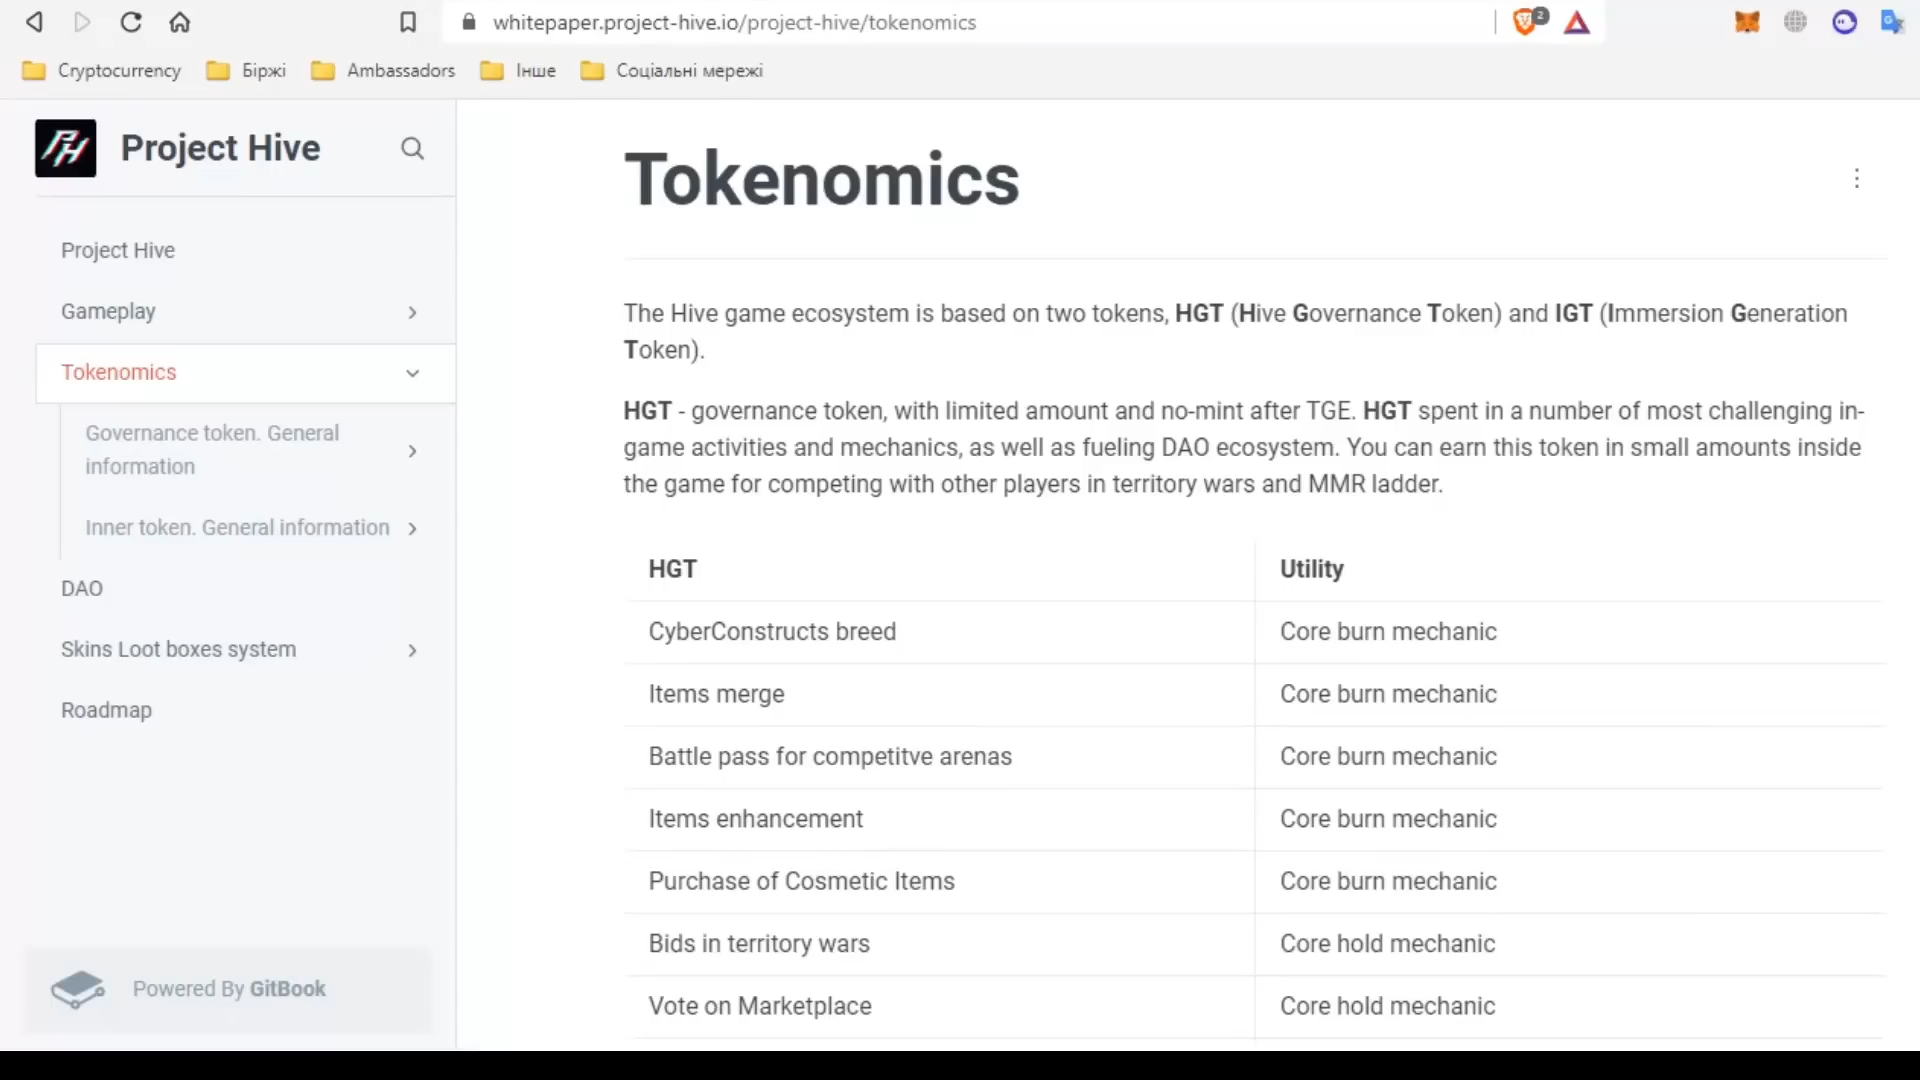 whitepaper.project-hive.io/project-hive/tokenomics
2
Cryptocurrency
Біржі
Ambassadors
Інше
Соціальні мережі
PH
Project Hive
Project Hive
Gameplay
Tokenomics
Governance token. General
information
Inner token. General information
DAO
Skins Loot boxes system
Roadmap
Powered By GitBook
Tokenomics
The Hive game ecosystem is based on two tokens, HGT (Hive Governance Token) and IGT (Immersion Generation
Token).
HGT - governance token, with limited amount and no-mint after TGE. HGT spent in a number of most challenging in-
game activities and mechanics, as well as fueling DAO ecosystem. You can earn this token in small amounts inside
the game for competing with other players in territory wars and MMR ladder.
HGT Utility
CyberConstructs breed Core burn mechanic
Items merge Core burn mechanic
Battle pass for competitve arenas Core burn mechanic
Items enhancement Core burn mechanic
Purchase of Cosmetic Items Core burn mechanic
Bids in territory wars Core hold mechanic
Vote on Marketplace Core hold mechanic